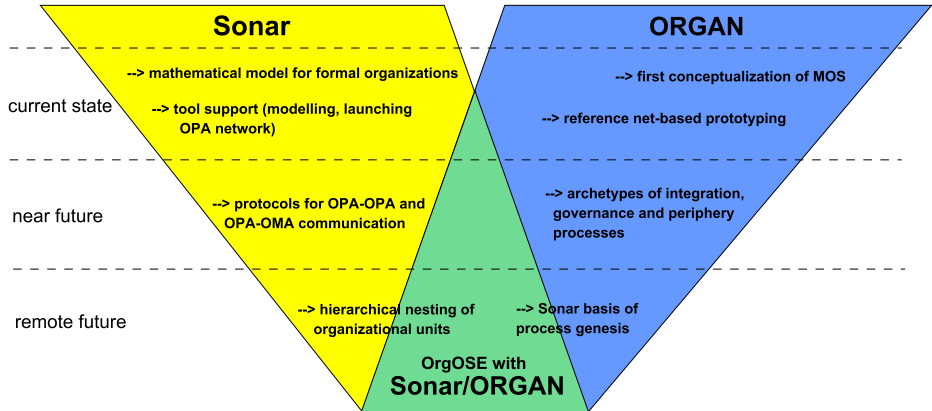 Sonar
ORGAN
current state
--> mathematical model for formal organizations
--> tool support (modelling, launching
OPA network)
--> first conceptualization of MOS
--> reference net-based prototyping
near future
--> protocols for OPA-OPA and
OPA-OMA communication
--> archetypes of integration,
governance and periphery
processes
remote future
--> hierarchical nesting of
organizational units
--> Sonar basis of
process genesis
OrgOSE with
Sonar/ORGAN